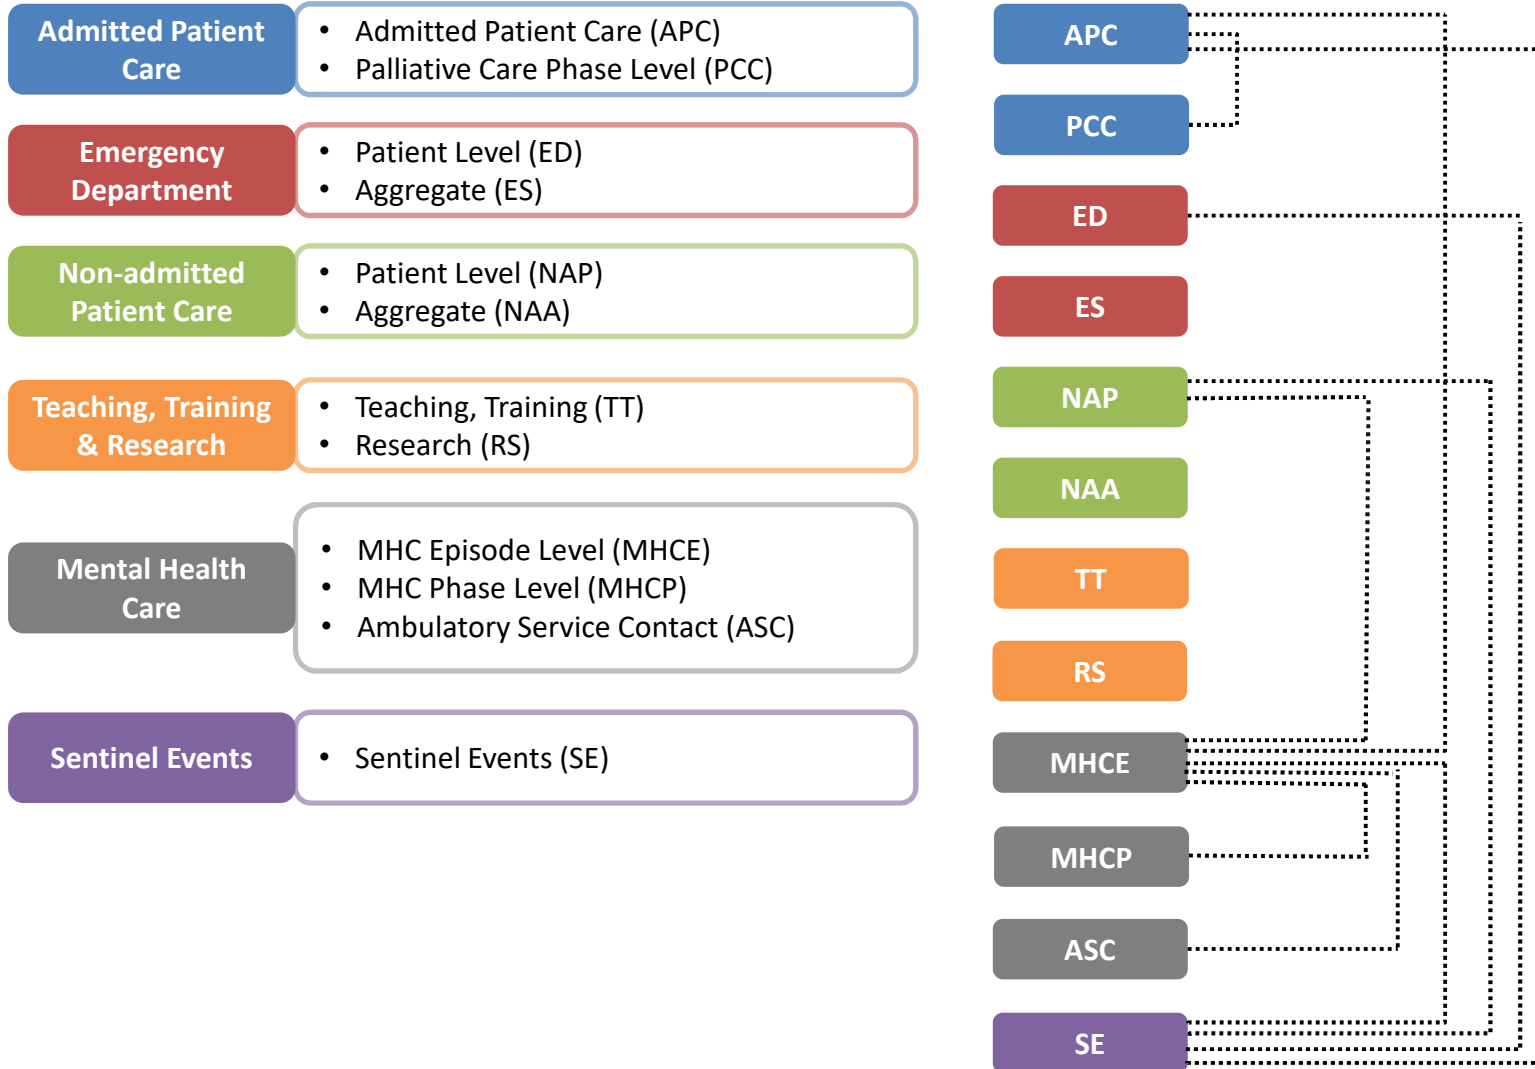 Admitted Patient
Care
• Admitted Patient Care (APC)
• Palliative Care Phase Level (PCC)
Emergency
Department
• Patient Level (ED)
• Aggregate (ES)
Non-admitted
Patient Care
• Patient Level (NAP)
• Aggregate (NAA)
Teaching, Training
& Research
• Teaching, Training (TT)
• Research (RS)
Mental Health
Care
• MHC Episode Level (MHCE)
• MHC Phase Level (MHCP)
• Ambulatory Service Contact (ASC)
Sentinel Events
• Sentinel Events (SE)
APC
PCC
ED
ES
NAP
NAA
TT
RS
MHCE
MHCP
ASC
SE